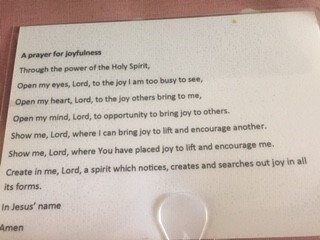 A prayer for joyfulness
Through the power of the Holy Spirit,
Open my eyes, Lord, to the joy I am too busy to see,
Open my heart, Lord, to the joy others bring to me,
Open my mind, Lord, to opportunity to bring joy to others.
Show me, Lord, where I can bring joy to lift and encourage another.
Show me, Lord, where You have placed joy to lift and encourage me.
Create in me, Lord, a spirit which notices, creates and searches out joy in all
its forms.
In Jesus' name
Amen